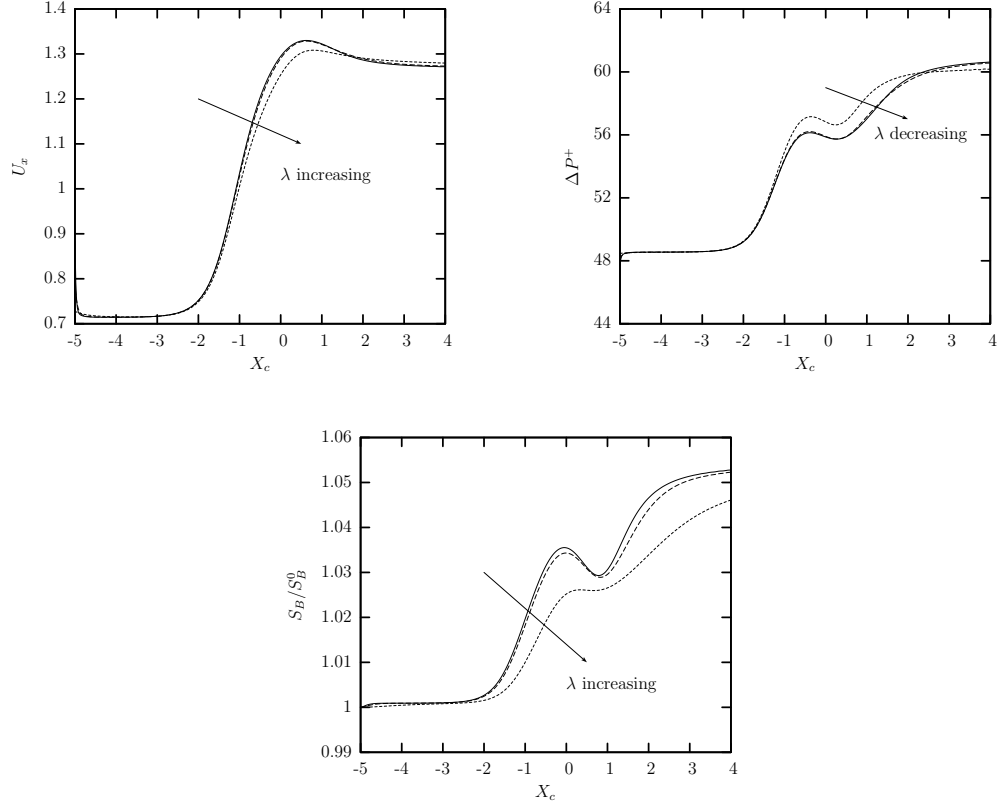 1.4
1.3
1.2
1.1
1
0.9
0.8
0.7
U_x
λ increasing
-5 -4 -3 -2 -1 0 1 2 3 4
X_c
64
60
56
52
48
44
ΔP⁺
λ decreasing
-5 -4 -3 -2 -1 0 1 2 3 4
X_c
1.06
1.05
1.04
1.03
1.02
1.01
1
0.99
S_B/S_B^0
λ increasing
-5 -4 -3 -2 -1 0 1 2 3 4
X_c